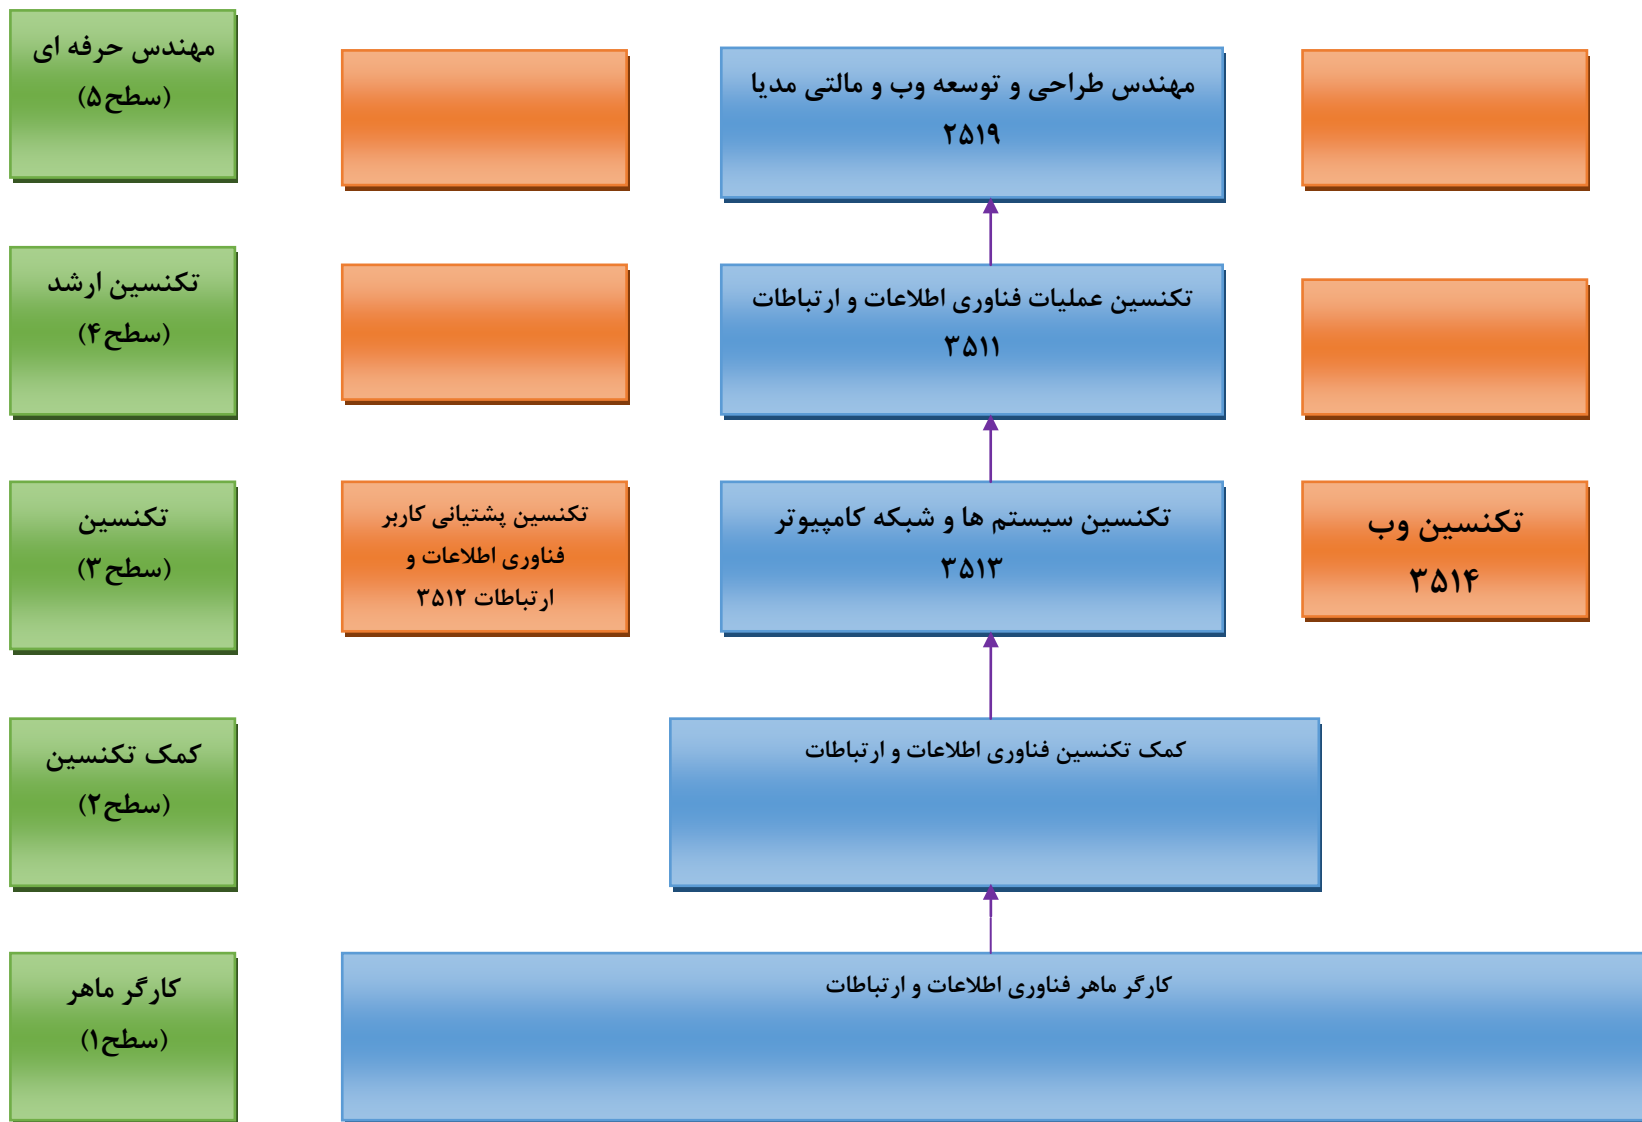 مهندس حرفه ای
(سطح۵)
مهندس طراحی و توسعه وب و مالتی مدیا
۲۵۱۹
تکنسین ارشد
(سطح۴)
تکنسین عملیات فناوری اطلاعات و ارتباطات
۳۵۱۱
تکنسین
(سطح۳)
تکنسین پشتیانی کاربر
فناوری اطلاعات و
ارتباطات ۳۵۱۲
تکنسین سیستم ها و شبکه کامپیوتر
۳۵۱۳
تکنسین وب
۳۵۱۴
کمک تکنسین
(سطح۲)
کمک تکنسین فناوری اطلاعات و ارتباطات
کارگر ماهر
(سطح۱)
کارگر ماهر فناوری اطلاعات و ارتباطات